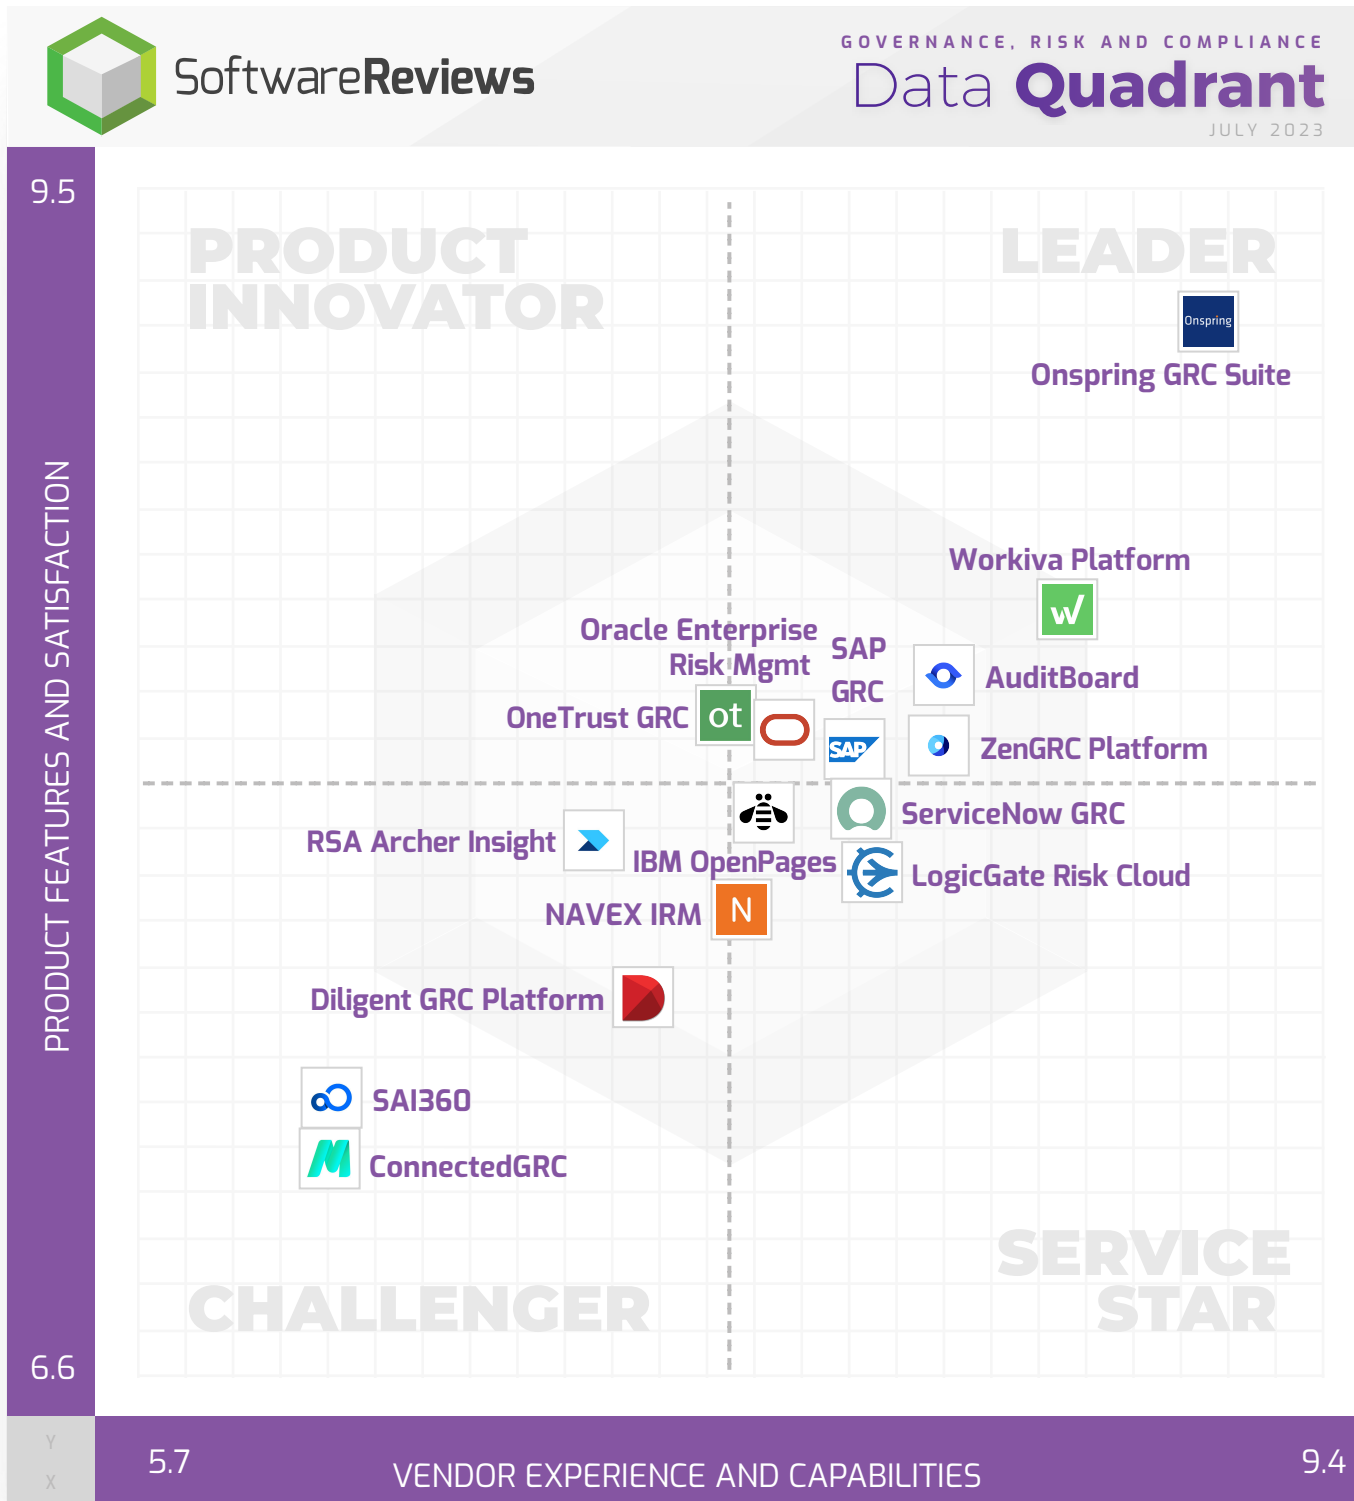 SoftwareReviews
GOVERNANCE, RISK AND COMPLIANCE
Data Quadrant
JULY 2023
9.5
PRODUCT FEATURES AND SATISFACTION
6.6
PRODUCT
INNOVATOR
LEADER
Onspring
Onspring GRC Suite
Workiva Platform
W
Oracle Enterprise
Risk Mgmt
SAP
GRC
AuditBoard
OneTrust GRC
ot
SAP
ZenGRC Platform
ServiceNow GRC
RSA Archer Insight
IBM OpenPages
LogicGate Risk Cloud
NAVEX IRM
N
Diligent GRC Platform
SAI360
ConnectedGRC
CHALLENGER
SERVICE
STAR
Y
X
5.7
VENDOR EXPERIENCE AND CAPABILITIES
9.4